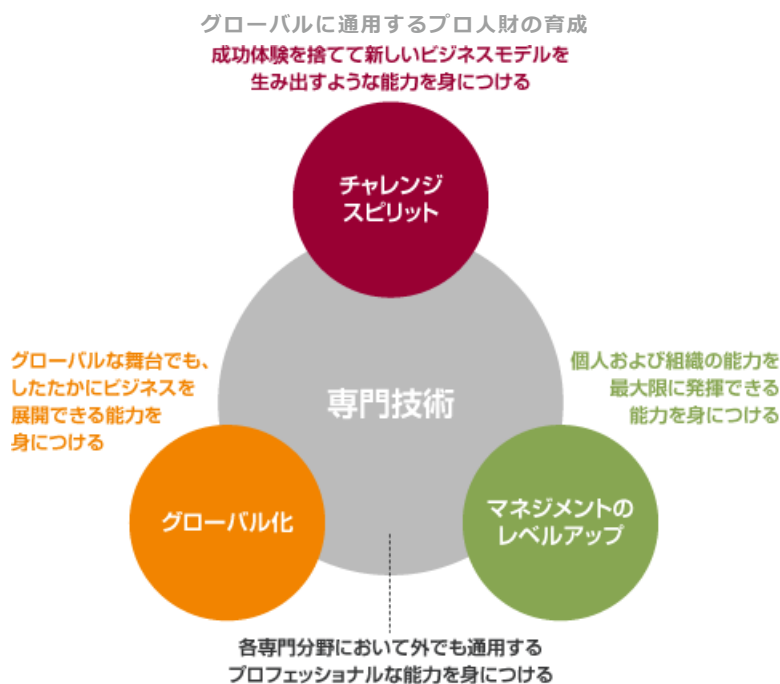 グローバルに通用するプロ人財の育成
成功体験を捨てて新しいビジネスモデルを
生み出すような能力を身につける
チャレンジ
スピリット
専門技術
グローバルな舞台でも、
したたかにビジネスを
展開できる能力を
身につける
グローバル化
個人および組織の能力を
最大限に発揮できる
能力を身につける
マネジメントの
レベルアップ
各専門分野において外でも通用する
プロフェッショナルな能力を身につける